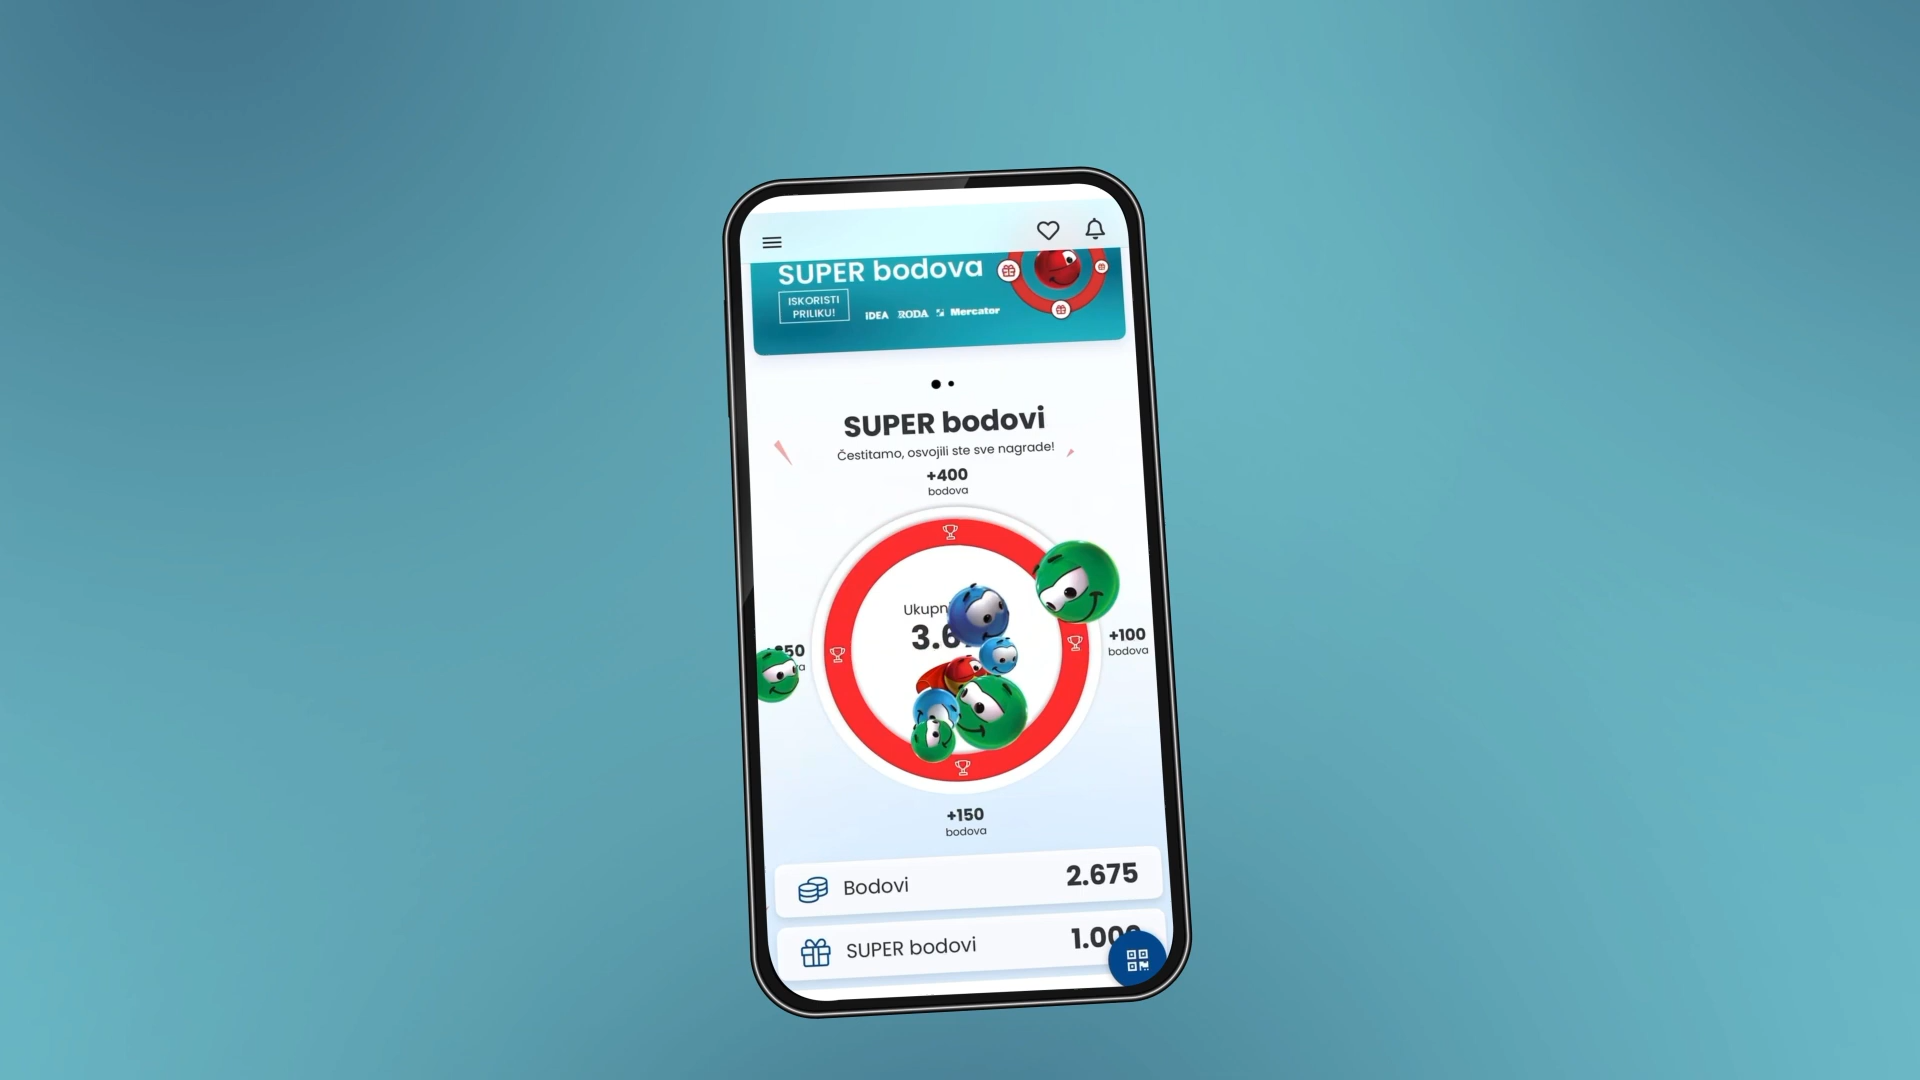 SUPER bodova
ISKORISTI
PRILIKU!
IDEA RODA Mercator
SUPER bodovi
Čestitamo, osvojili ste sve nagrade!
+400
bodova
+100
bodova
+150
bodova
Bodovi
2.675
SUPER bodovi